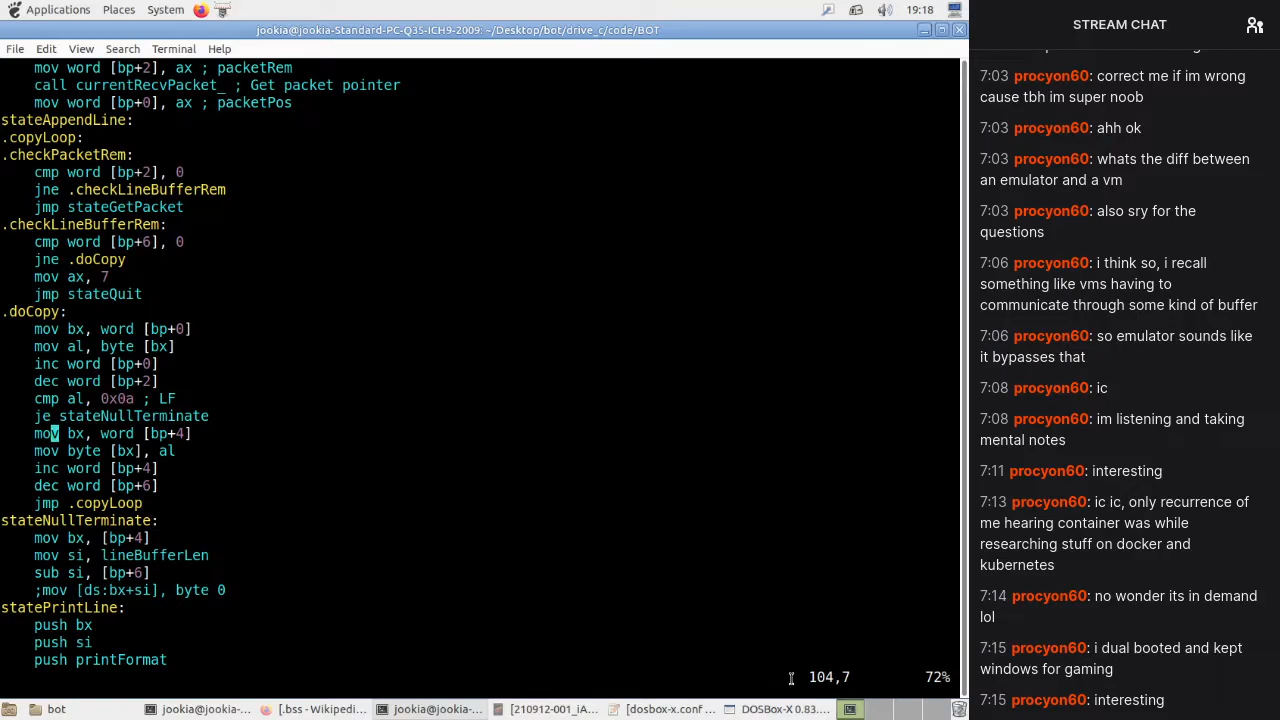 Applications Places System 19:18
jookia@jookia-Standard-PC-Q35-ICH9-2009: ~/Desktop/bot/drive_c/code/BOT
File Edit View Search Terminal Help
mov word [bp+2], ax ; packetRem
call currentRecvPacket_ ; Get packet pointer
mov word [bp+0], ax ; packetPos
stateAppendLine:
.copyLoop:
.checkPacketRem:
cmp word [bp+2], 0
jne .checkLineBufferRem
jmp stateGetPacket
.checkLineBufferRem:
cmp word [bp+6], 0
jne .doCopy
mov ax, 7
jmp stateQuit
.doCopy:
mov bx, word [bp+0]
mov al, byte [bx]
inc word [bp+0]
dec word [bp+2]
cmp al, 0x0a ; LF
je stateNullTerminate
mov bx, word [bp+4]
mov byte [bx], al
inc word [bp+4]
dec word [bp+6]
jmp .copyLoop
stateNullTerminate:
mov bx, [bp+4]
mov si, lineBufferLen
sub si, [bp+6]
;mov [ds:bx+si], byte 0
statePrintLine:
push bx
push si
push printFormat
104,7 72%
bot jookia@jookia-... [.bss - Wikipedi... jookia@jookia-... [210912-001_iA... [dosbox-x.conf ... DOSBox-X 0.83....
STREAM CHAT
7:03 procyon60: correct me if im wrong
cause tbh im super noob
7:03 procyon60: ahh ok
7:03 procyon60: whats the diff between
an emulator and a vm
7:03 procyon60: also sry for the
questions
7:06 procyon60: i think so, i recall
something like vms having to
communicate through some kind of buffer
7:06 procyon60: so emulator sounds like
it bypasses that
7:08 procyon60: ic
7:08 procyon60: im listening and taking
mental notes
7:11 procyon60: interesting
7:13 procyon60: ic ic, only recurrence of
me hearing container was while
researching stuff on docker and
kubernetes
7:14 procyon60: no wonder its in demand
lol
7:15 procyon60: i dual booted and kept
windows for gaming
7:15 procyon60: interesting